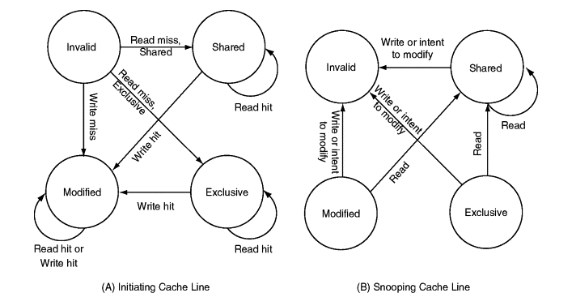 Invalid
Read miss,
Shared
Shared
Read hit
Read miss,
Exclusive
Write miss
Write hit
Modified
Write hit
Exclusive
Read hit or
Write hit
Read hit
(A) Initiating Cache Line
Invalid
Write or intent
to modify
Shared
Read
Write or intent
to modify
Write or intent
to modify
Read
Read
Modified
Exclusive
(B) Snooping Cache Line